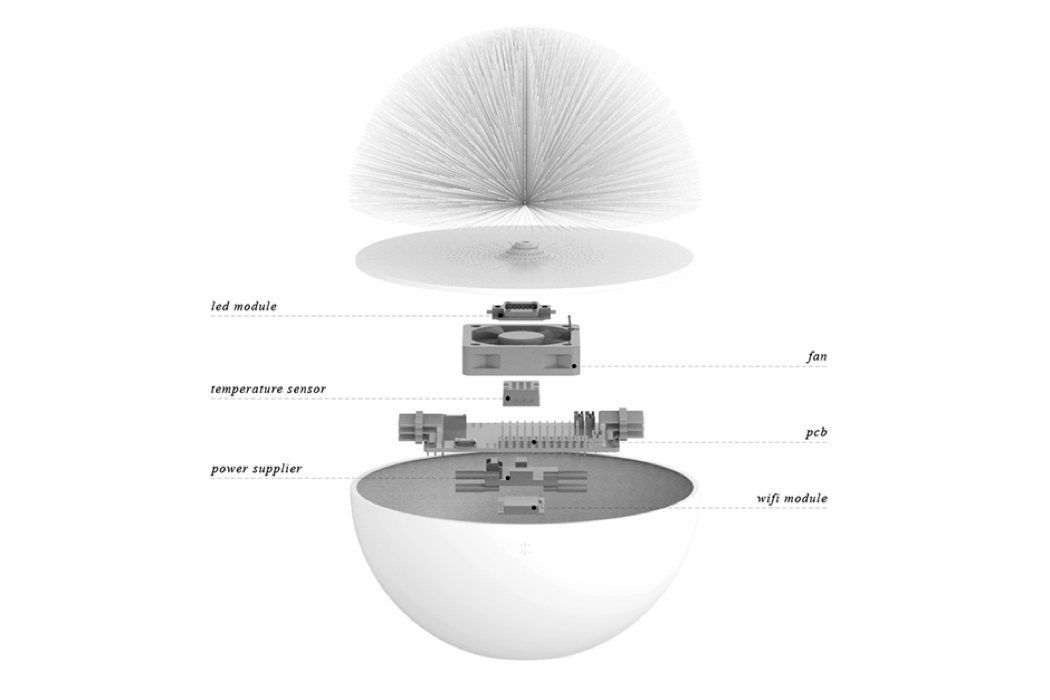 led module
fan
temperature sensor
pcb
power supplier
wifi module